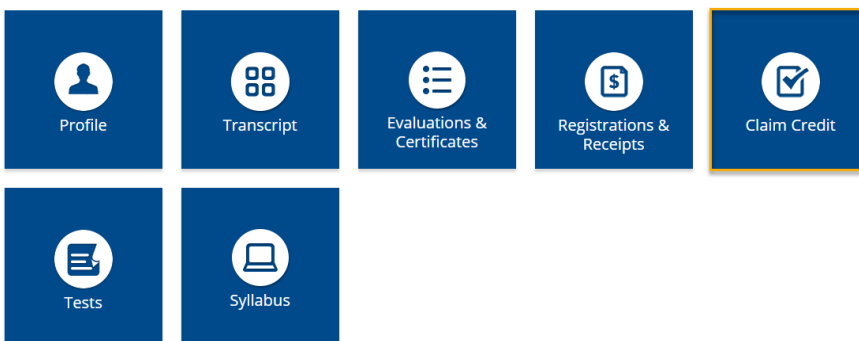 Profile
Transcript
Evaluations &
Certificates
Registrations &
Receipts
Claim Credit
Tests
Syllabus